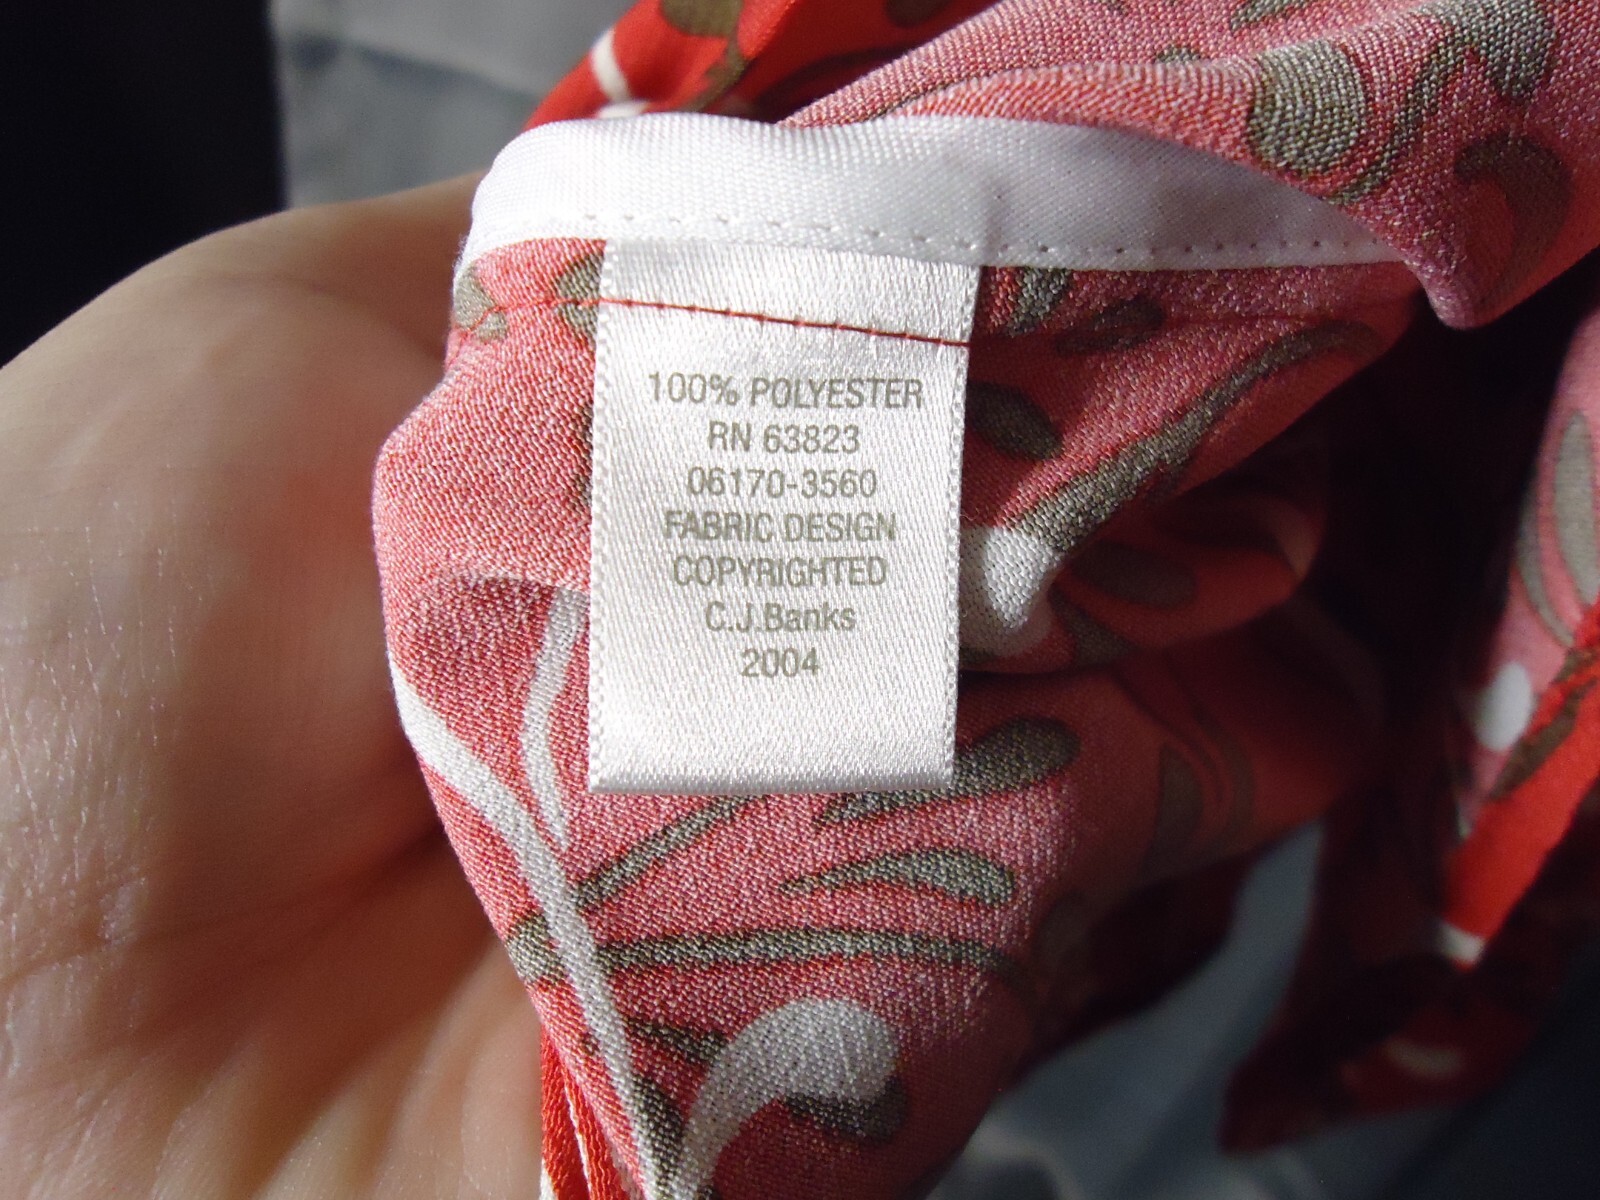 100% POLYESTER
RN 63823
06170-3560
FABRIC DESIGN
COPYRIGHTED
C.J.Banks
2004